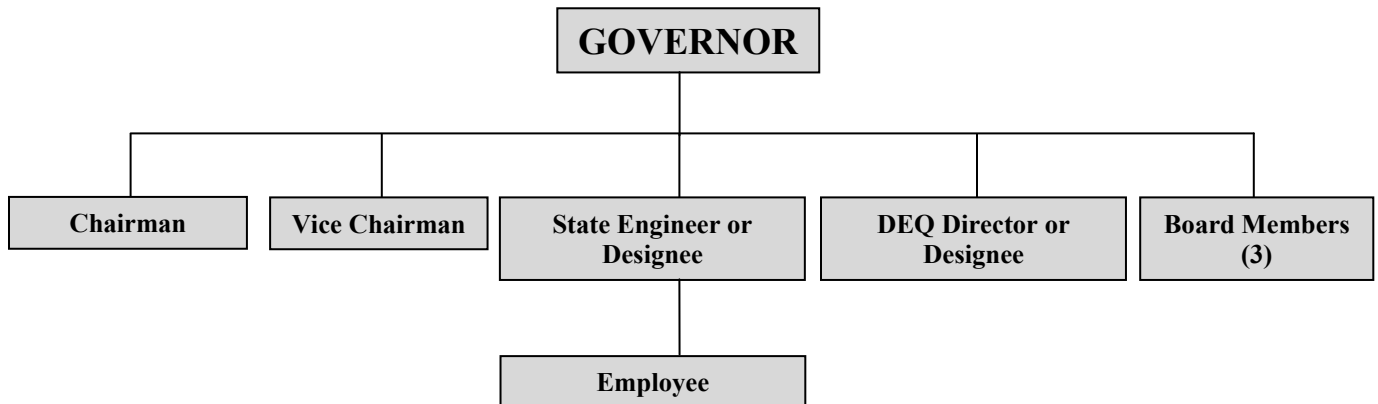 GOVERNOR
Chairman
Vice Chairman
State Engineer or
Designee
DEQ Director or
Designee
Board Members
(3)
Employee